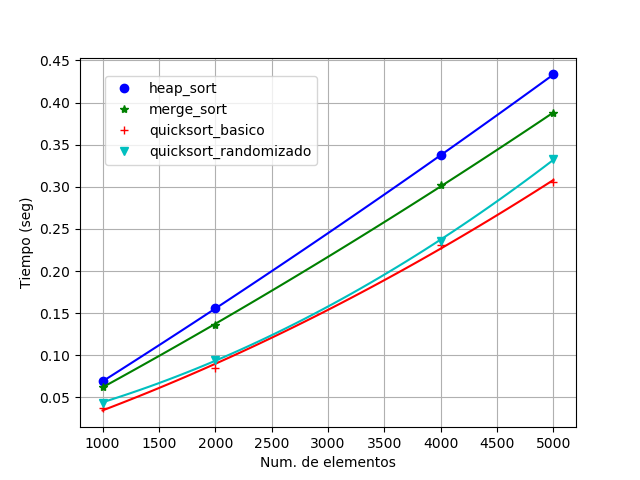 0.45
0.40
0.35
0.30
0.25
0.20
0.15
0.10
0.05
Tiempo (seg)
heap_sort
merge_sort
quicksort_basico
quicksort_randomizado
1000 1500 2000 2500 3000 3500 4000 4500 5000
Num. de elementos